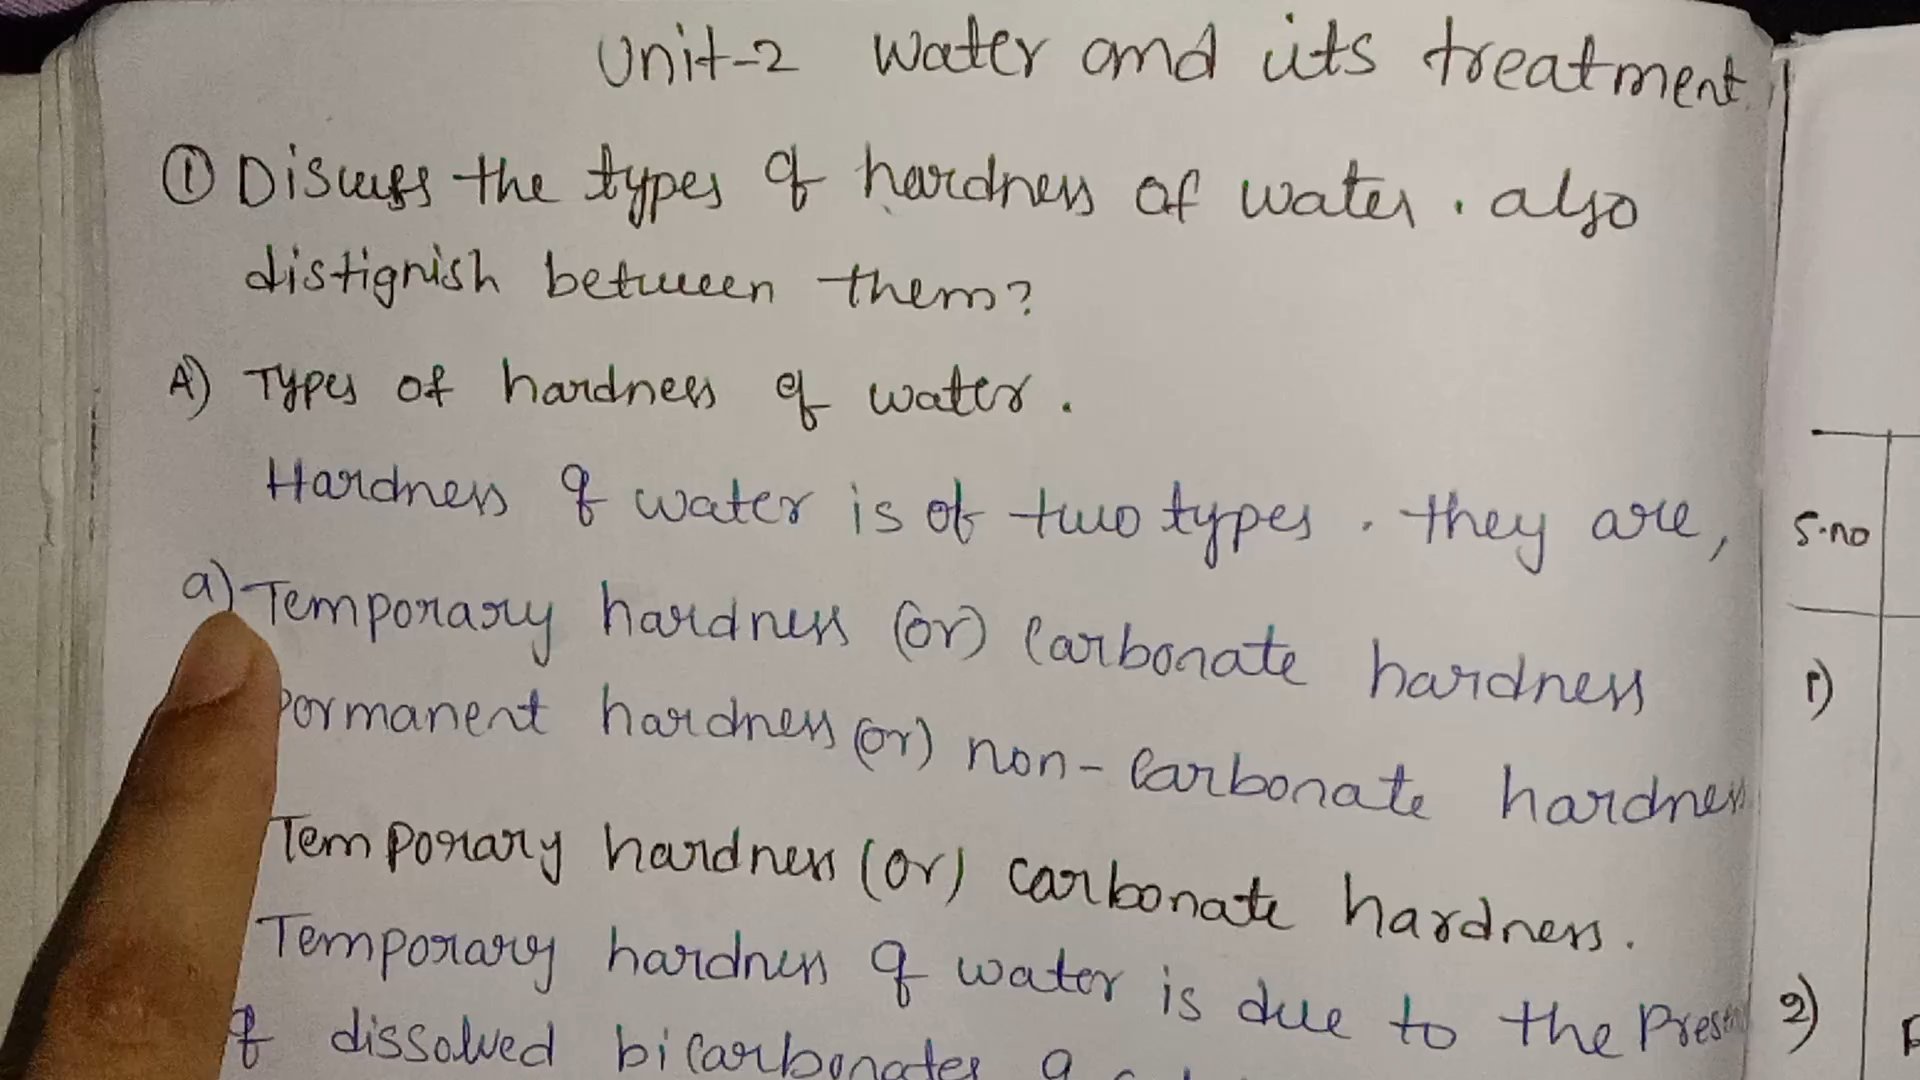 Unit-2 water and its treatment
① Discuss the types of hardness of water. also
distignish between them?
A) Types of hardness of water.
Hardness of water is of two types. they are,
a) Temporary hardness (or) carbonate hardness
pormanent hardness (or) non-carbonate hardness
Temporary hardness (or) carbonate hardness.
Temporary hardness of water is due to the
of dissolved bicarbonates
S.no
1)
2)